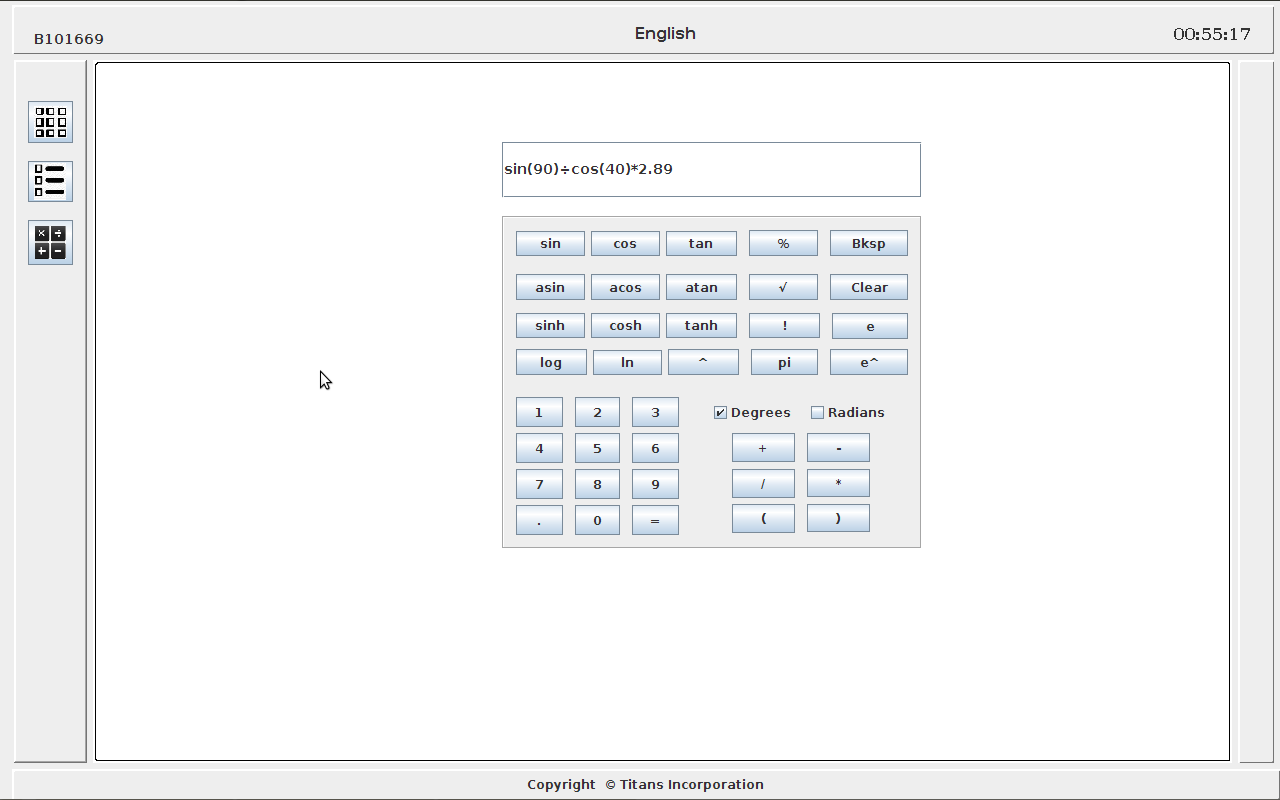 B101669
English
00:55:17
sin(90)÷cos(40)*2.89
sin cos tan % Bksp
asin acos atan √ Clear
sinh cosh tanh ! e
log ln ^ pi e^
1 2 3 Degrees Radians
4 5 6 + -
7 8 9 / *
. 0 = ( )
× ÷
+ −
Copyright © Titans Incorporation